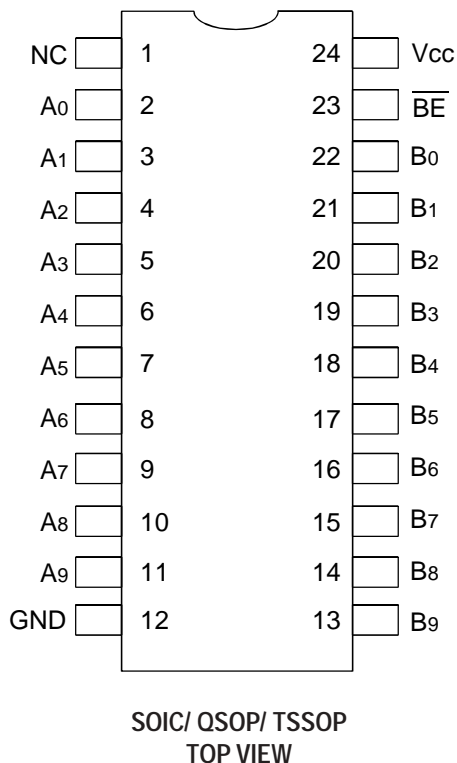 NC 1 24 Vcc
A0 2 23 B̅E̅
A1 3 22 B0
A2 4 21 B1
A3 5 20 B2
A4 6 19 B3
A5 7 18 B4
A6 8 17 B5
A7 9 16 B6
A8 10 15 B7
A9 11 14 B8
GND 12 13 B9
SOIC/ QSOP/ TSSOP
TOP VIEW